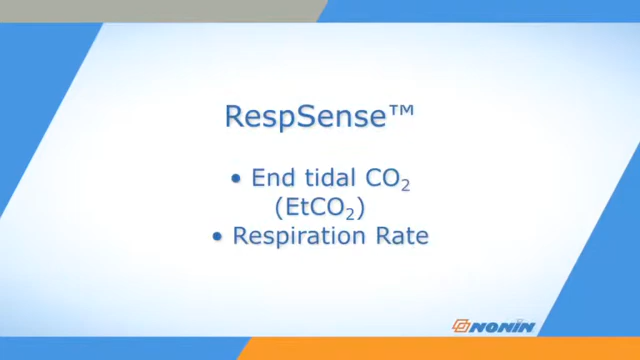 RespSense™
• End tidal CO₂
(EtCO₂)
• Respiration Rate
NONIN